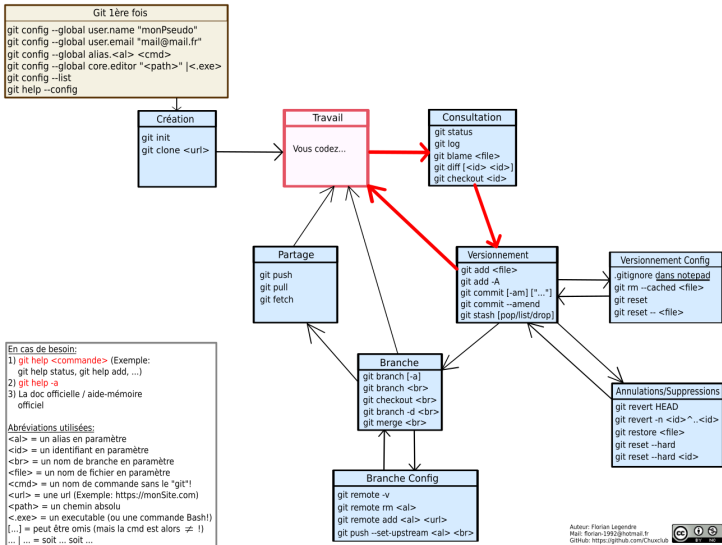 Git 1ère fois
git config --global user.name "monPseudo"
git config --global user.email "mail@mail.fr"
git config --global alias.<al> <cmd>
git config --global core.editor "<path>" |<.exe>
git config --list
git help --config
Création
git init
git clone <url>
Travail
Vous codez...
Consultation
git status
git log
git blame <file>
git diff [<id> <id>]
git checkout <id>
Partage
git push
git pull
git fetch
Versionnement
git add <file>
git add -A
git commit [-am] ["..."]
git commit --amend
git stash [pop/list/drop]
Versionnement Config
.gitignore dans notepad
git rm --cached <file>
git reset
git reset -- <file>
Branche
git branch [-a]
git branch <br>
git checkout <br>
git branch -d <br>
git merge <br>
Annulations/Suppressions
git revert HEAD
git revert -n <id>^..<id>
git restore <file>
git reset --hard
git reset --hard <id>
Branche Config
git remote -v
git remote rm <al>
git remote add <al> <url>
git push --set-upstream <al> <br>
En cas de besoin:
1) git help <commande> (Exemple:
git help status, git help add, ...)
2) git help -a
3) La doc officielle / aide-mémoire
officiel
Abréviations utilisées:
<al> = un alias en paramètre
<id> = un identifiant en paramètre
<br> = un nom de branche en paramètre
<file> = un nom de fichier en paramètre
<cmd> = un nom de commande sans le "git"!
<url> = une url (Exemple: https://monSite.com)
<path> = un chemin absolu
<.exe> = un executable (ou une commande Bash!)
[...] = peut être omis (mais la cmd est alors ≠ !)
... | ... = soit ... soit ...
Auteur: Florian Legendre
Mail: florian-1992@hotmail.fr
GitHub: https://github.com/Chuxclub
cc
BY NC